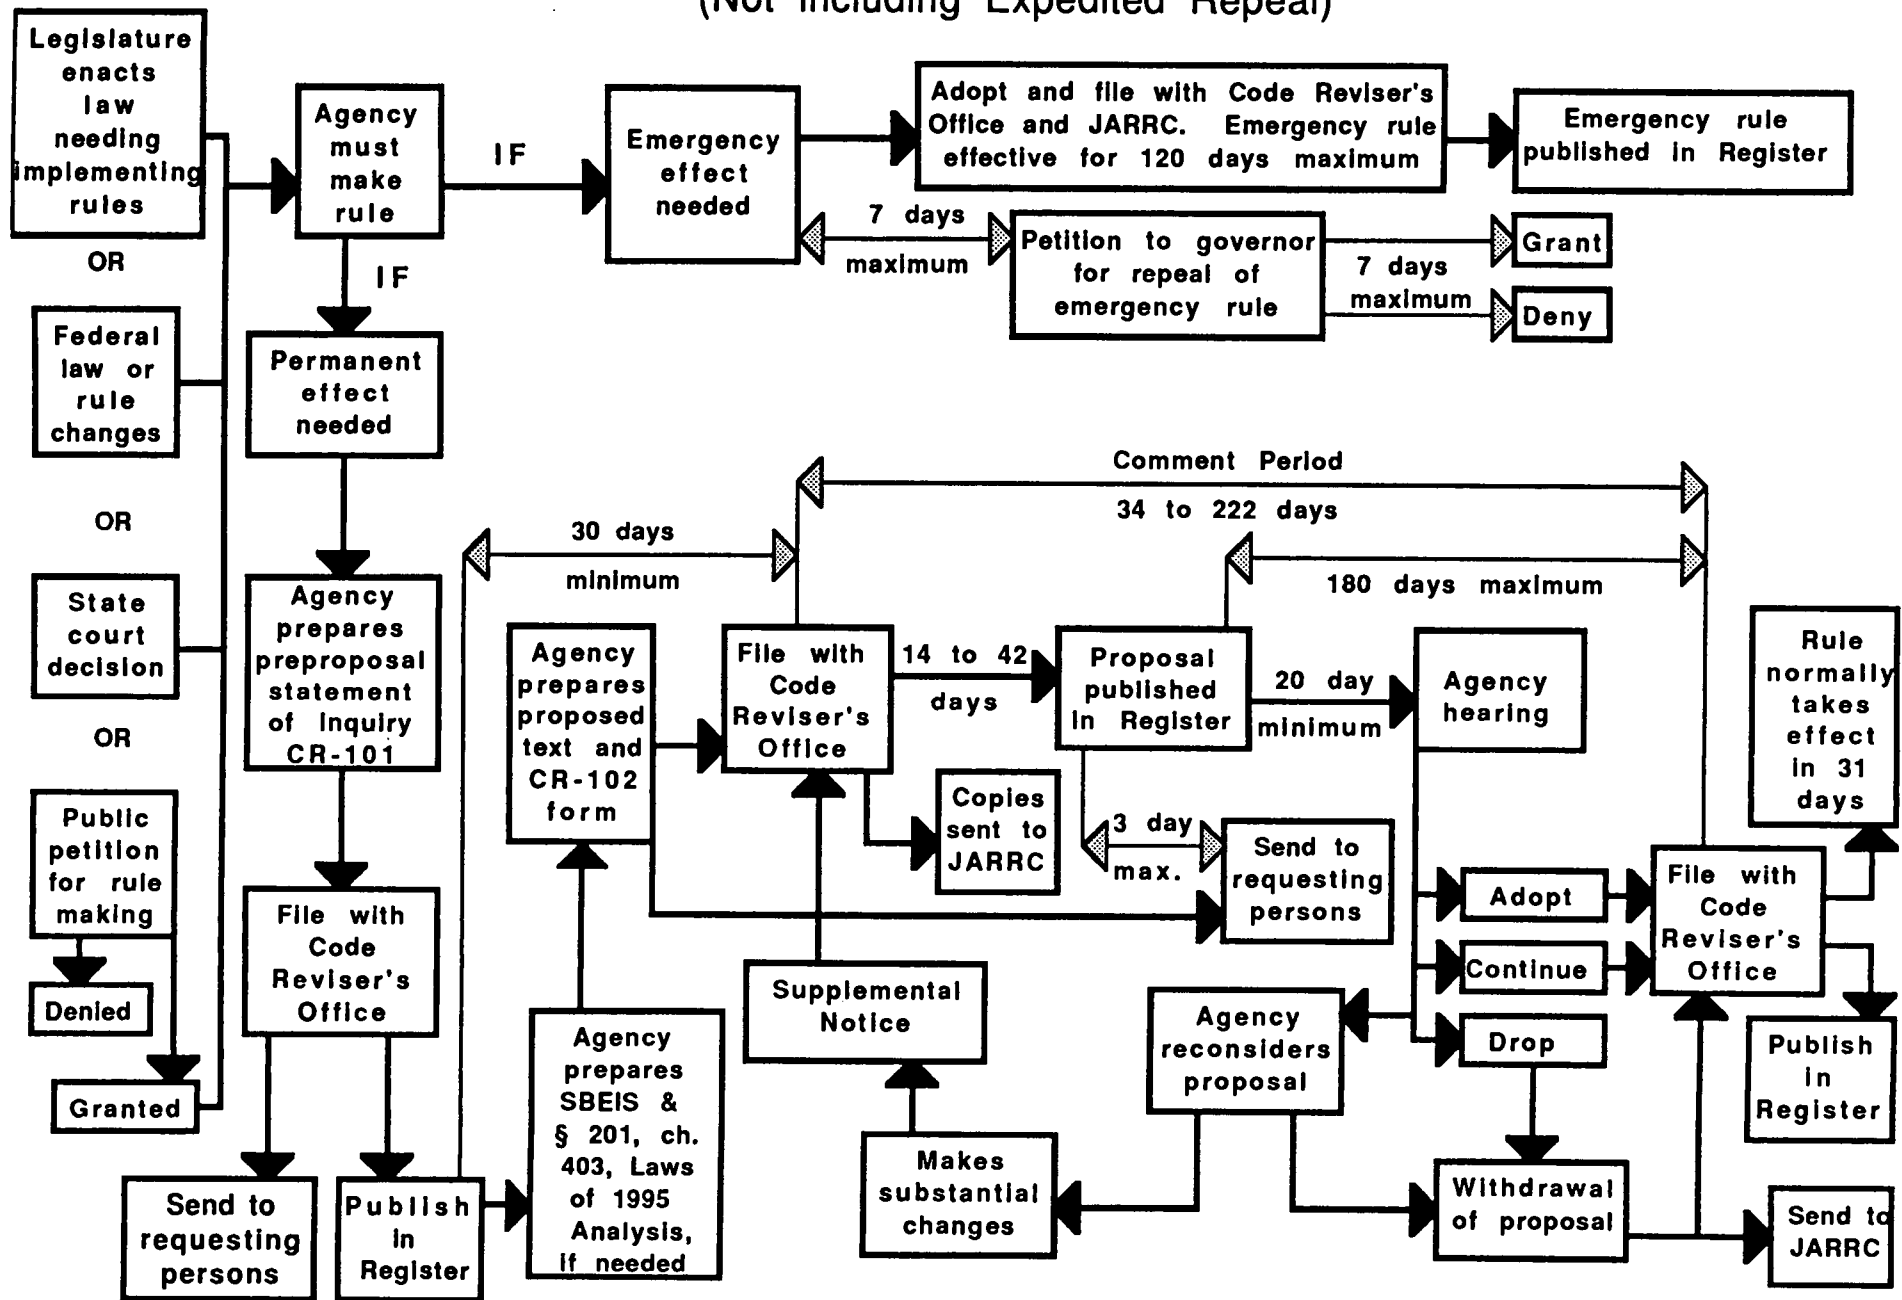 (Not Including Expedited Repeal)
Legislature
enacts
law
needing
implementing
rules
OR
Federal
law or
rule
changes
OR
State
court
decision
OR
Public
petition
for rule
making
Denied
Granted
Agency
must
make
rule
IF
IF
Emergency
effect
needed
Adopt and file with Code Reviser's
Office and JARRC. Emergency rule
effective for 120 days maximum
Emergency rule
published in Register
7 days
maximum
Petition to governor
for repeal of
emergency rule
7 days
maximum
Grant
Deny
Permanent
effect
needed
Agency
prepares
preproposal
statement
of Inquiry
CR-101
File with
Code
Reviser's
Office
Send to
requesting
persons
Publish
in
Register
30 days
minimum
Agency
prepares
SBEIS &
§ 201, ch.
403, Laws
of 1995
Analysis,
if needed
Agency
prepares
proposed
text and
CR-102
form
File with
Code
Reviser's
Office
Comment Period
34 to 222 days
180 days maximum
14 to 42
days
Proposal
published
in Register
20 day
minimum
Agency
hearing
Copies
sent to
JARRC
3 day
max.
Send to
requesting
persons
Supplemental
Notice
Makes
substantial
changes
Agency
reconsiders
proposal
Adopt
Continue
Drop
Withdrawal
of proposal
File with
Code
Reviser's
Office
Rule
normally
takes
effect
in 31
days
Publish
in
Register
Send to
JARRC